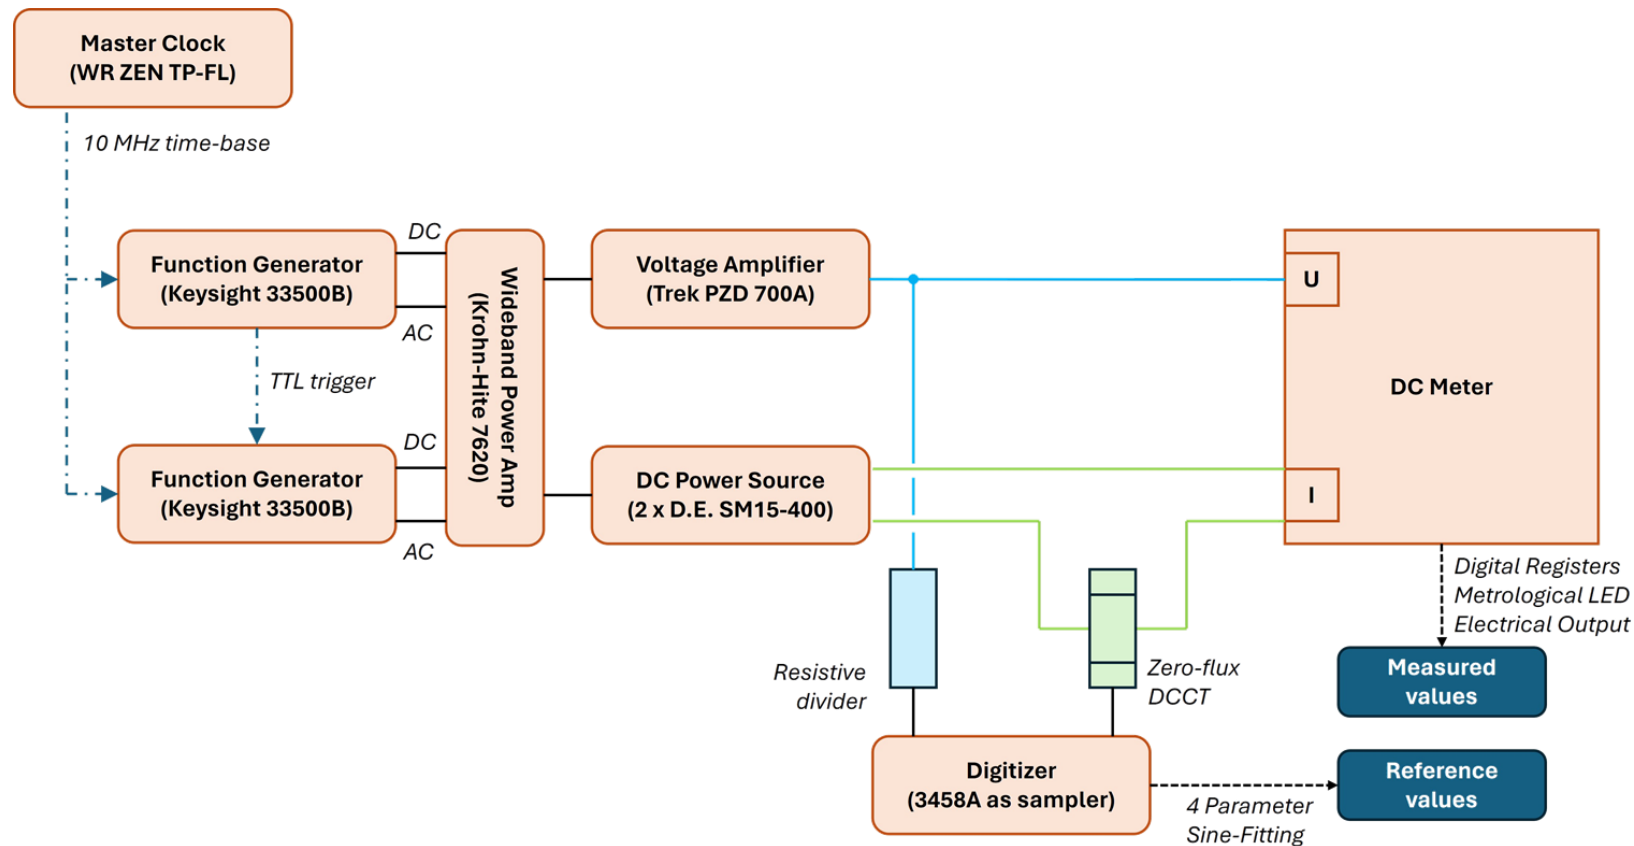 Master Clock
(WR ZEN TP-FL)
10 MHz time-base
Function Generator
(Keysight 33500B)
DC
AC
TTL trigger
Function Generator
(Keysight 33500B)
DC
AC
Wideband Power Amp
(Krohn-Hite 7620)
Voltage Amplifier
(Trek PZD 700A)
DC Power Source
(2 x D.E. SM15-400)
U
I
DC Meter
Digital Registers
Metrological LED
Electrical Output
Measured
values
Resistive
divider
Zero-flux
DCCT
Digitizer
(3458A as sampler)
4 Parameter
Sine-Fitting
Reference
values